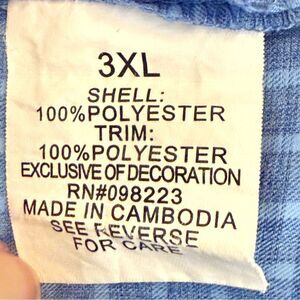 3XL
SHELL:
100%POLYESTER
TRIM:
100%POLYESTER
EXCLUSIVE OF DECORATION
RN#098223
MADE IN CAMBODIA
SEE REVERSE
FOR CARE